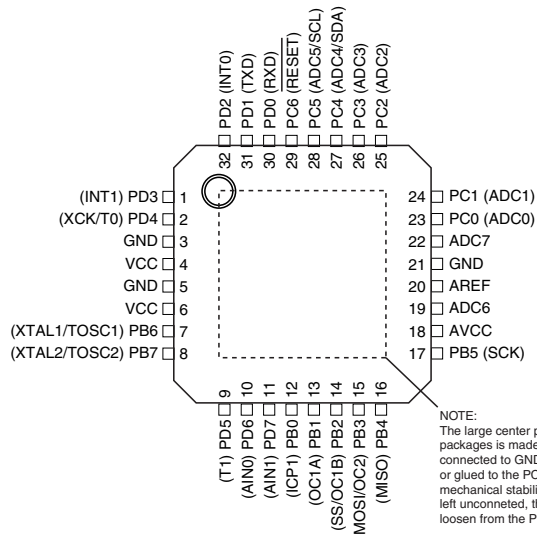 PD2 (INT0)
PD1 (TXD)
PD0 (RXD)
PC6 (RESET)
PC5 (ADC5/SCL)
PC4 (ADC4/SDA)
PC3 (ADC3)
PC2 (ADC2)
32
31
30
29
28
27
26
25
(INT1) PD3 1
(XCK/T0) PD4 2
GND 3
VCC 4
GND 5
VCC 6
(XTAL1/TOSC1) PB6 7
(XTAL2/TOSC2) PB7 8
24 PC1 (ADC1)
23 PC0 (ADC0)
22 ADC7
21 GND
20 AREF
19 ADC6
18 AVCC
17 PB5 (SCK)
9
10
11
12
13
14
15
16
(T1) PD5
(AIN0) PD6
(AIN1) PD7
(ICP1) PB0
(OC1A) PB1
(SS/OC1B) PB2
MOSI/OC2) PB3
(MISO) PB4
NOTE:
The large center p
packages is made
connected to GND
or glued to the PC
mechanical stabili
left unconneted, th
loosen from the P